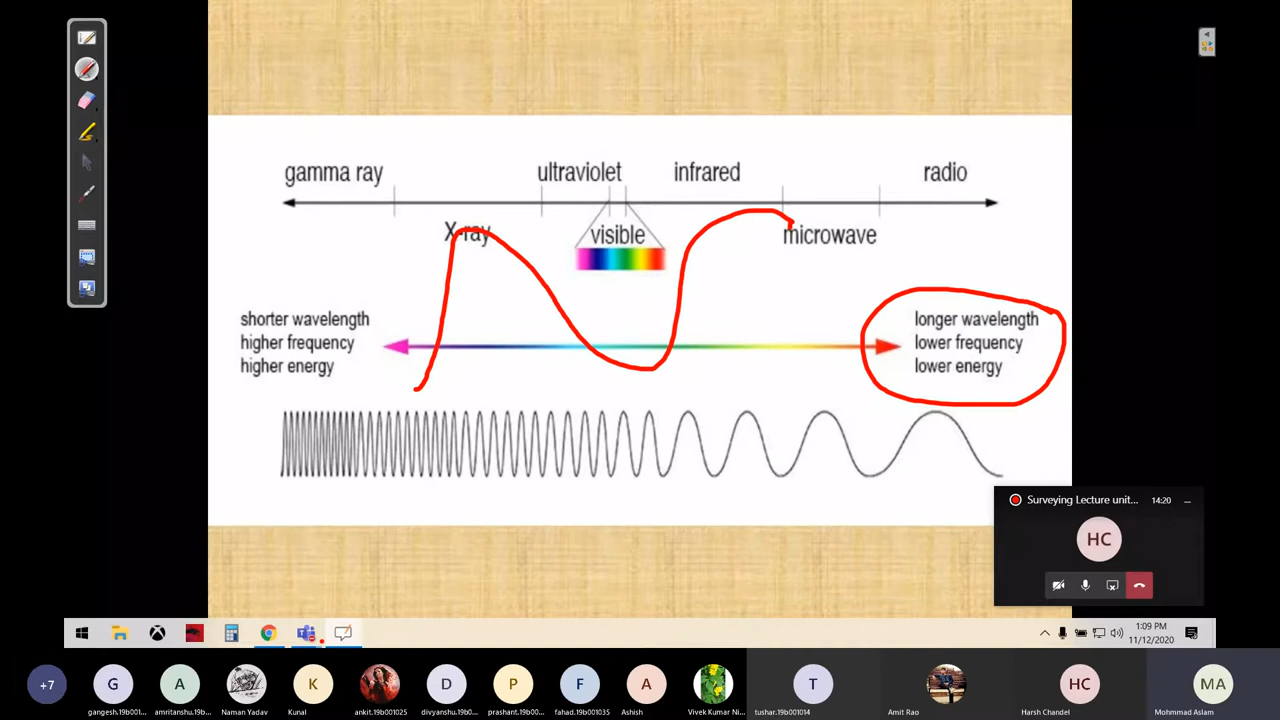 gamma ray
ultraviolet
infrared
radio
X-ray
visible
microwave
shorter wavelength
higher frequency
higher energy
longer wavelength
lower frequency
lower energy
Surveying Lecture unit...
14:20
HC
1:09 PM
11/12/2020
+7
G
A
K
D
P
F
A
T
HC
MA
gangesh.19b001...
amritanshu.19b...
Naman Yadav
Kunal
ankit.19b001025
divyanshu.19b0...
prashant.19b00...
fahad.19b001035
Ashish
Vivek Kumar Ni...
tushar.19b001014
Amit Rao
Harsh Chandel
Mohmmad Aslam